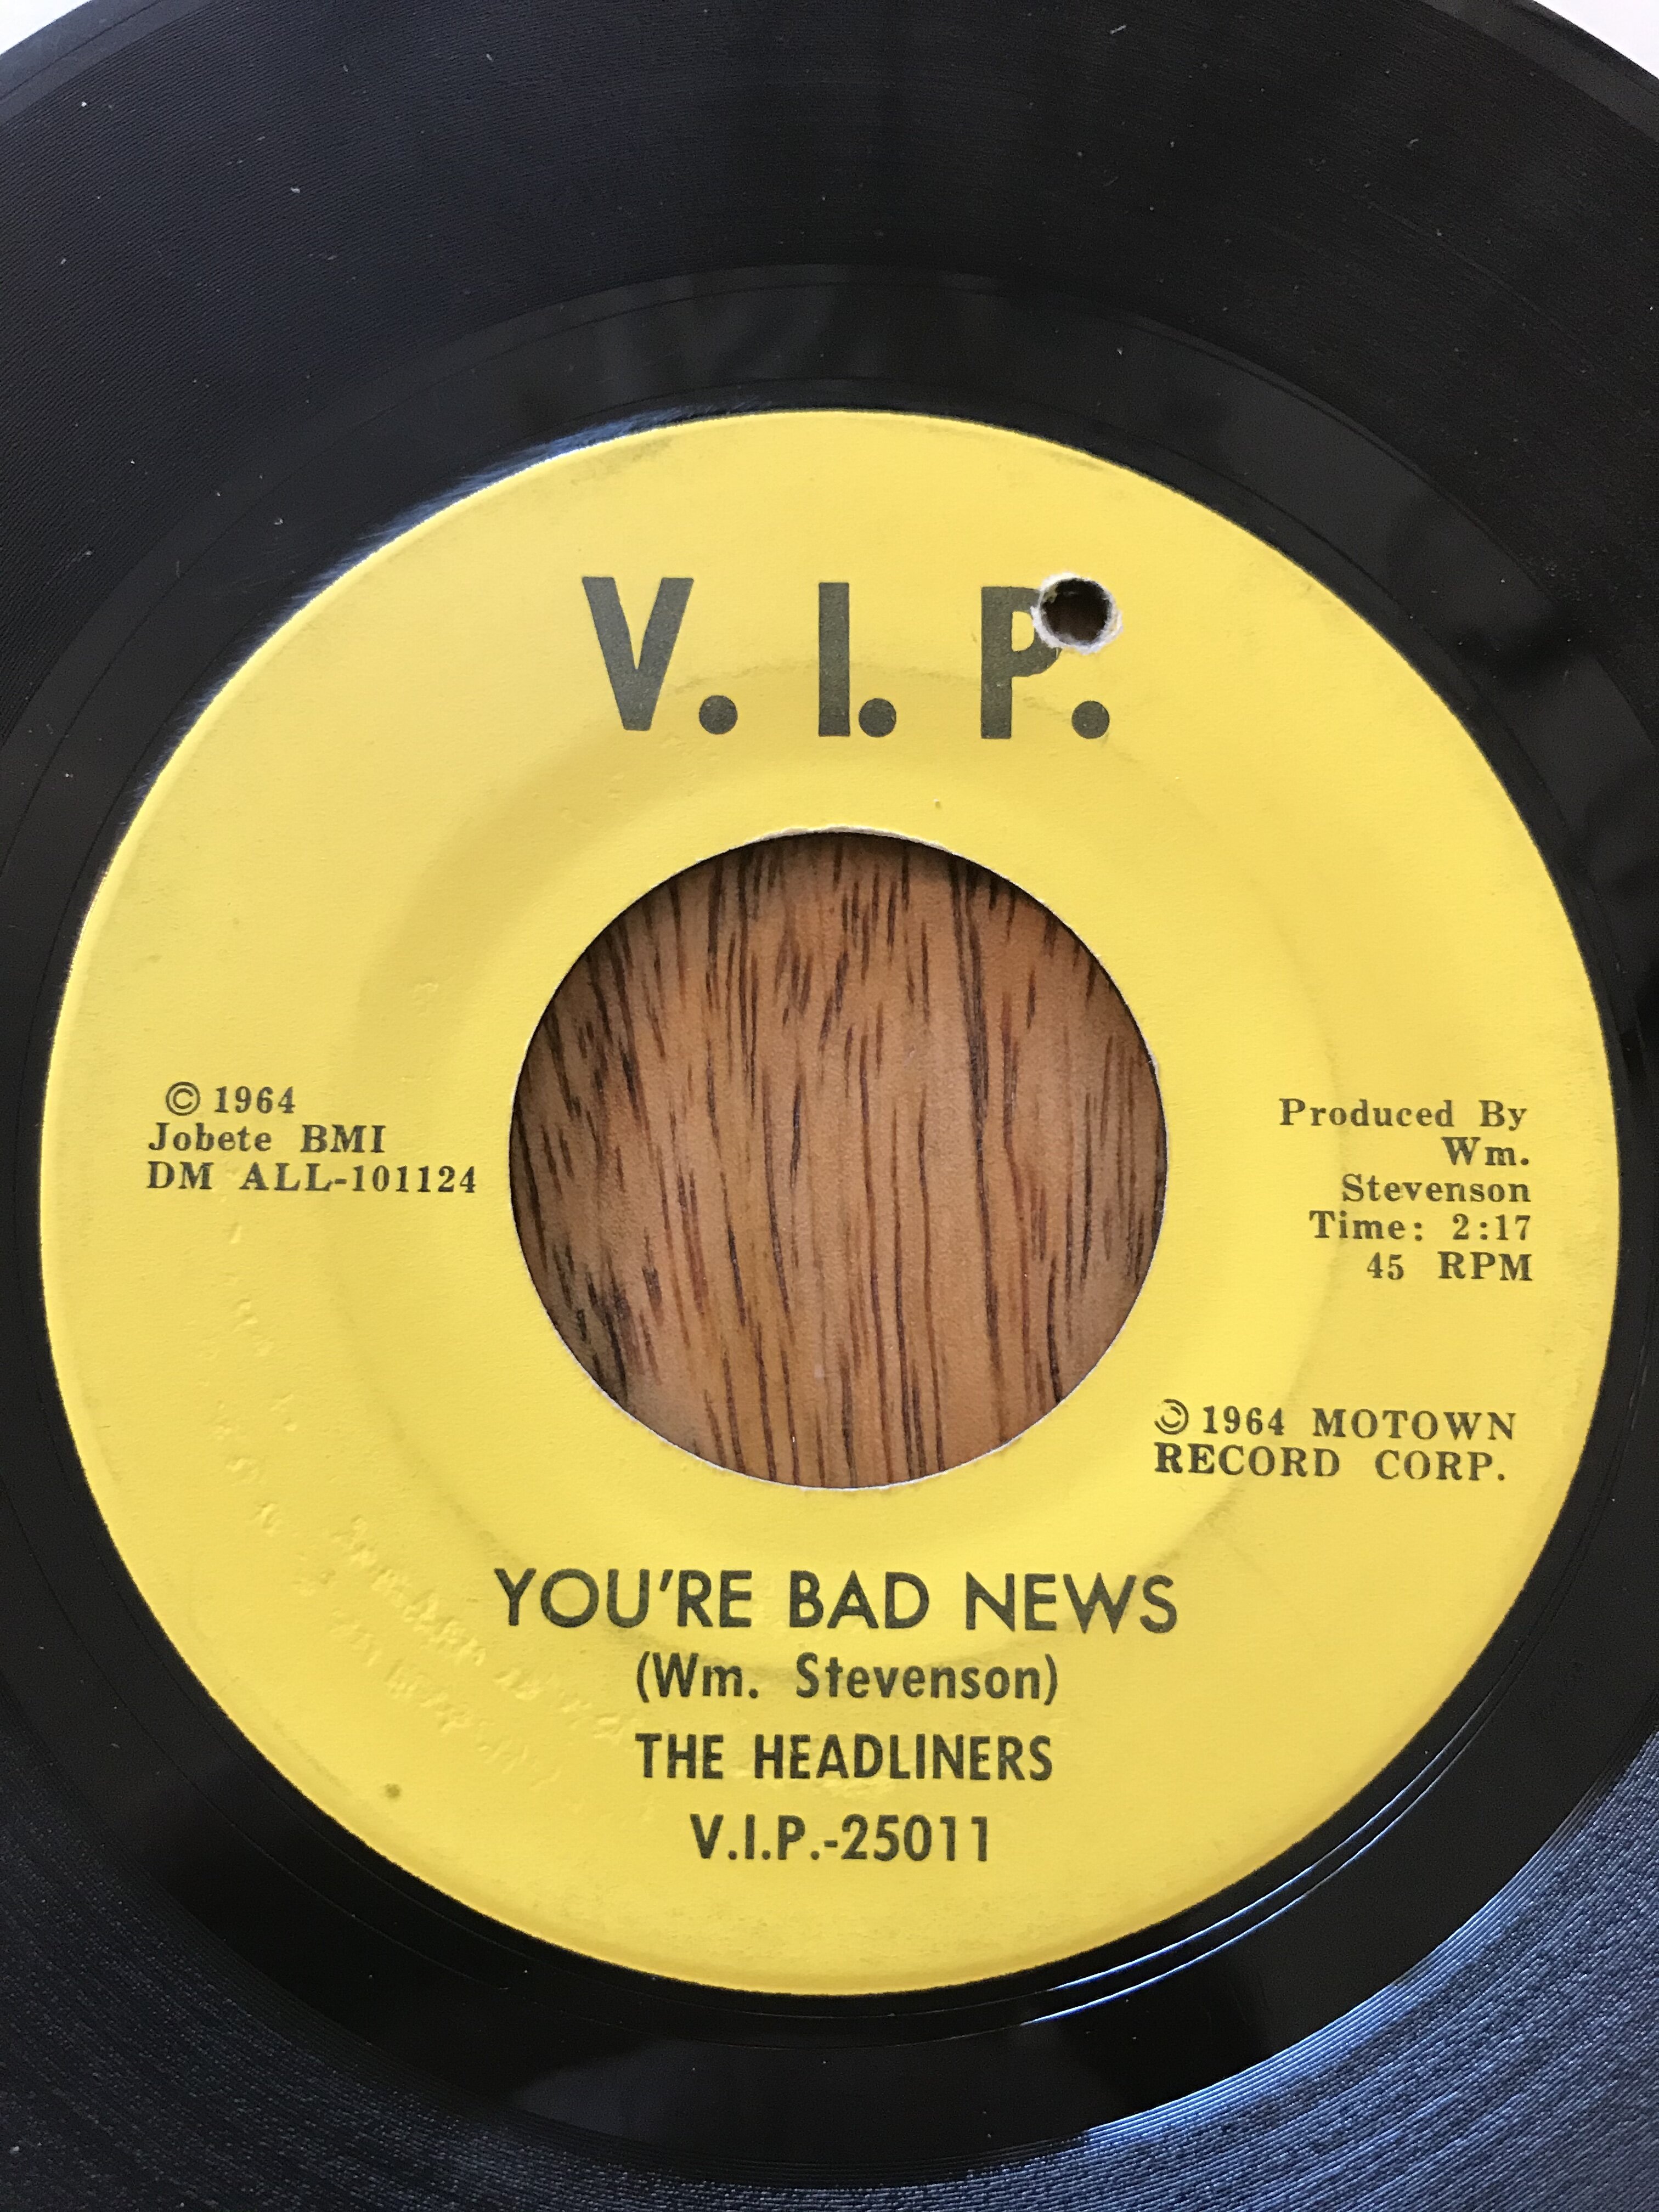 V. I. P.
© 1964
Jobete BMI
DM ALL-101124
Produced By
Wm.
Stevenson
Time: 2:17
45 RPM
© 1964 MOTOWN
RECORD CORP.
YOU'RE BAD NEWS
(Wm. Stevenson)
THE HEADLINERS
V.I.P.-25011